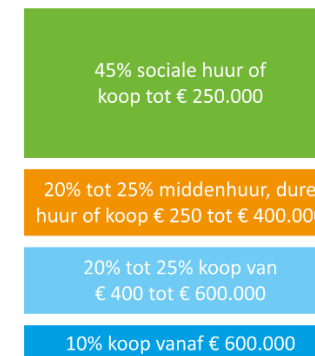 45% sociale huur of
koop tot € 250.000
20% tot 25% middenhuur, dure
huur of koop € 250 tot € 400.00
20% tot 25% koop van
€ 400 tot € 600.000
10% koop vanaf € 600.000